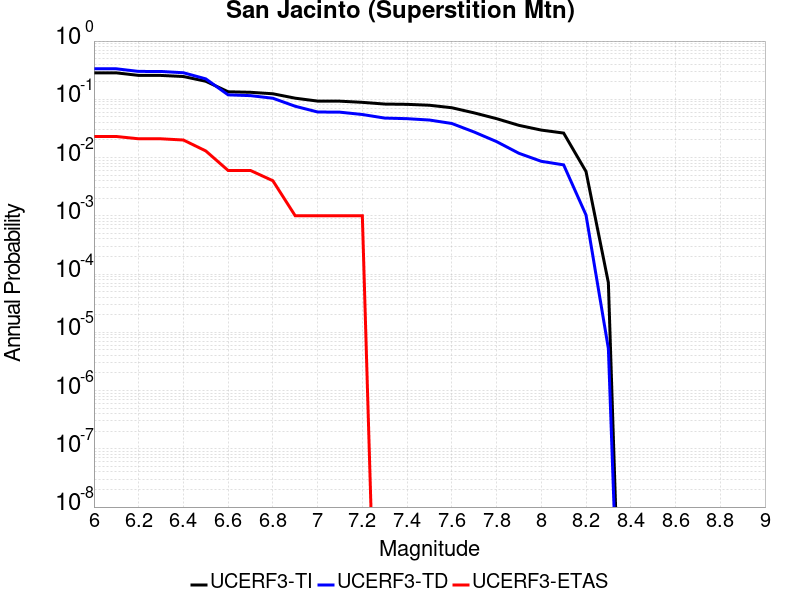 San Jacinto (Superstition Mtn)
Annual Probability
10^0
10^-1
10^-2
10^-3
10^-4
10^-5
10^-6
10^-7
10^-8
6 6.2 6.4 6.6 6.8 7 7.2 7.4 7.6 7.8 8 8.2 8.4 8.6 8.8 9
Magnitude
UCERF3-TI UCERF3-TD UCERF3-ETAS